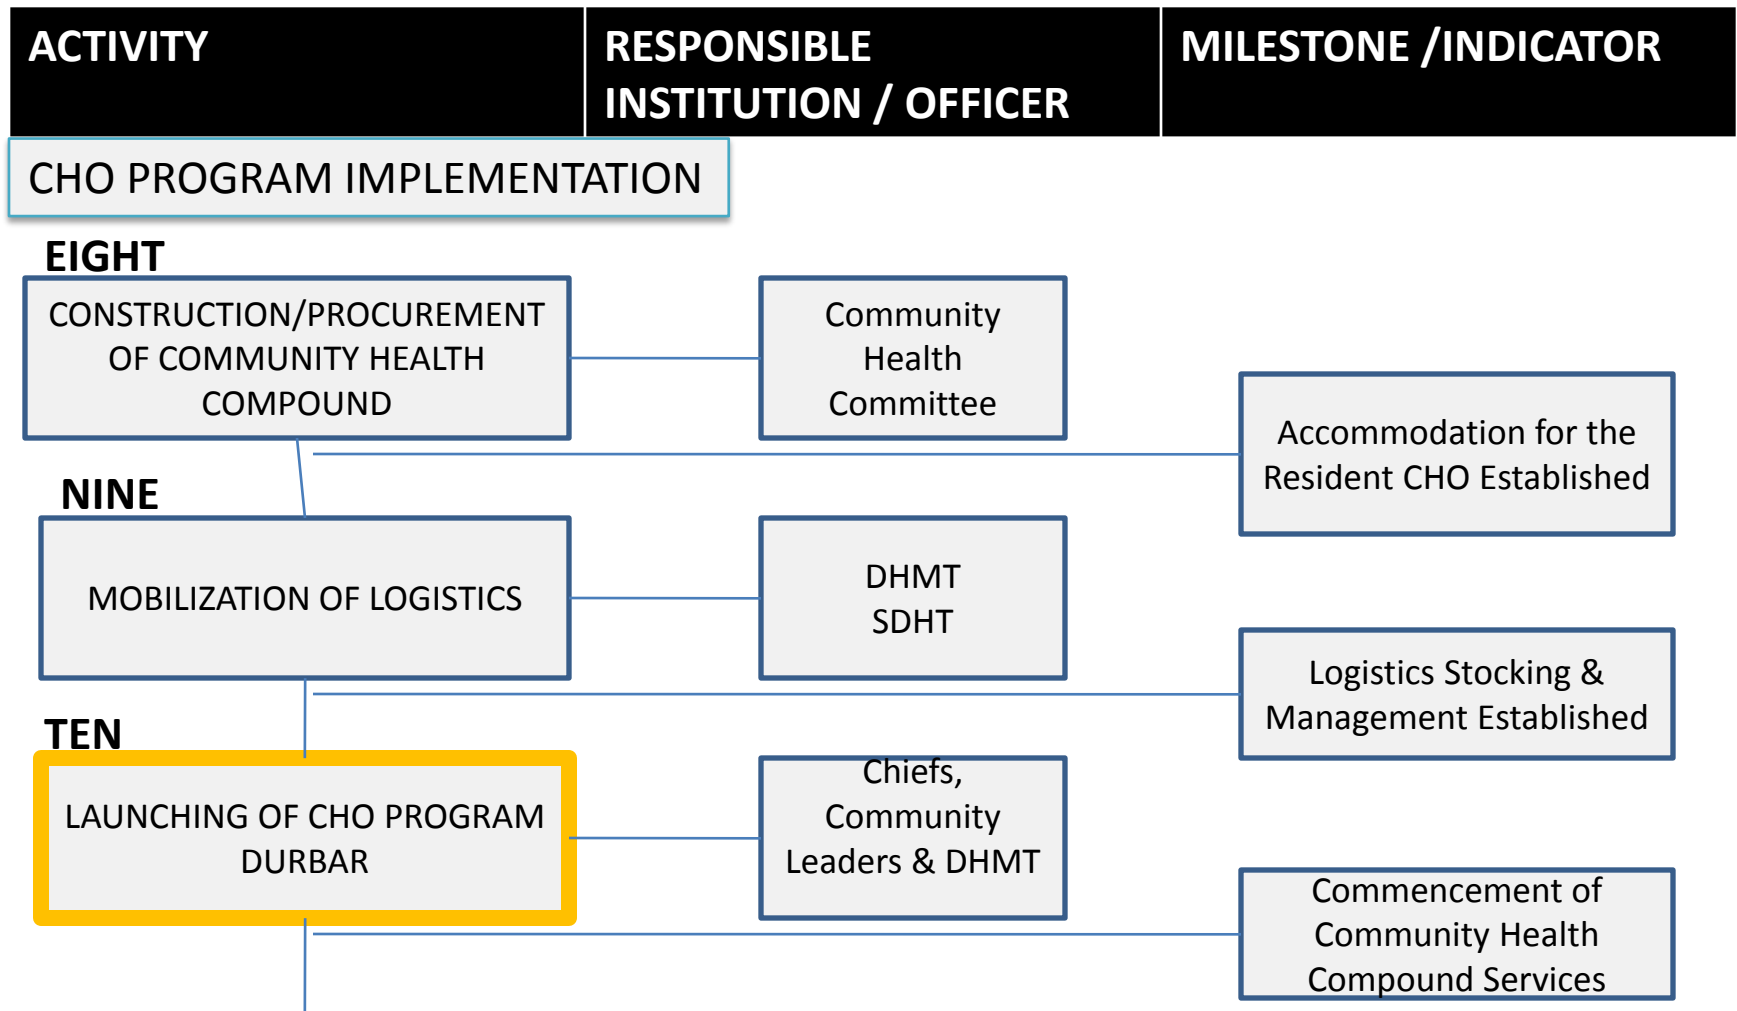 ACTIVITY
RESPONSIBLE
INSTITUTION / OFFICER
MILESTONE /INDICATOR
CHO PROGRAM IMPLEMENTATION
EIGHT
CONSTRUCTION/PROCUREMENT
OF COMMUNITY HEALTH
COMPOUND
Community
Health
Committee
Accommodation for the
Resident CHO Established
NINE
MOBILIZATION OF LOGISTICS
DHMT
SDHT
Logistics Stocking &
Management Established
TEN
LAUNCHING OF CHO PROGRAM
DURBAR
Chiefs,
Community
Leaders & DHMT
Commencement of
Community Health
Compound Services